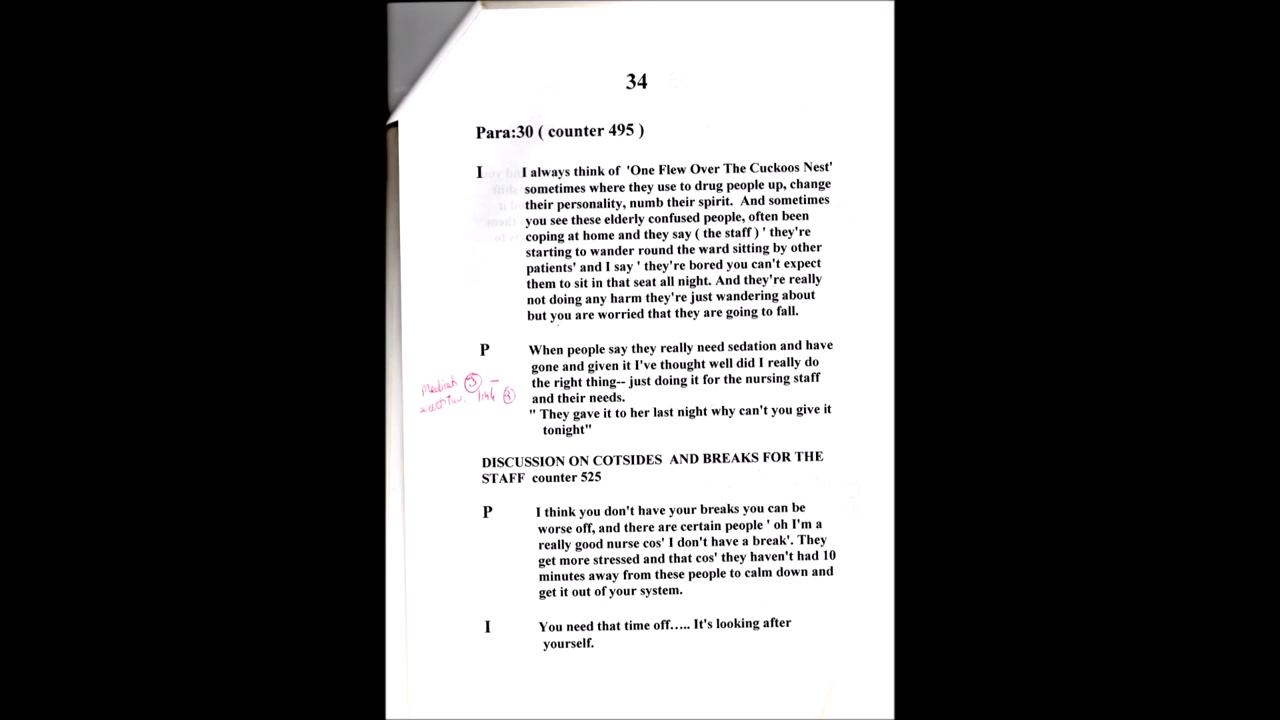 34
Para:30 ( counter 495 )
I I always think of 'One Flew Over The Cuckoos Nest'
sometimes where they use to drug people up, change
their personality, numb their spirit. And sometimes
you see these elderly confused people, often been
coping at home and they say ( the staff ) ' they're
starting to wander round the ward sitting by other
patients' and I say ' they're bored you can't expect
them to sit in that seat all night. And they're really
not doing any harm they're just wandering about
but you are worried that they are going to fall.
P When people say they really need sedation and have
gone and given it I've thought well did I really do
the right thing-- just doing it for the nursing staff
and their needs.
" They gave it to her last night why can't you give it
tonight"
3
link 3
DISCUSSION ON COTSIDES AND BREAKS FOR THE
STAFF counter 525
P I think you don't have your breaks you can be
worse off, and there are certain people ' oh I'm a
really good nurse cos' I don't have a break'. They
get more stressed and that cos' they haven't had 10
minutes away from these people to calm down and
get it out of your system.
I You need that time off..... It's looking after
yourself.